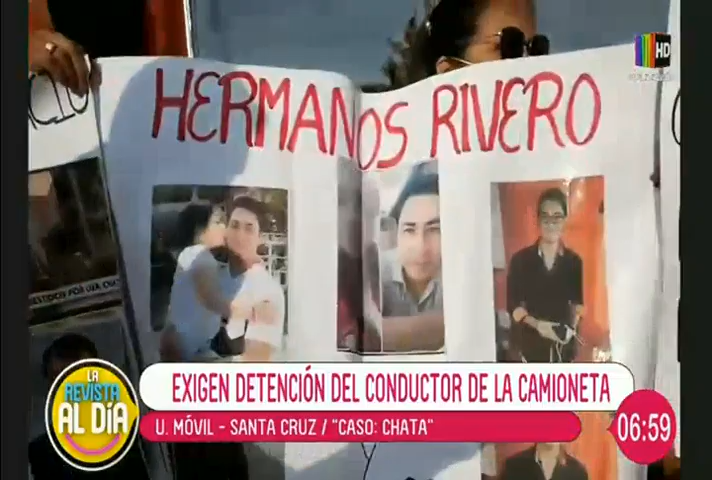 HD
HERMANOS RIVERO
EXIGEN DETENCIÓN DEL CONDUCTOR DE LA CAMIONETA
LA
REVISTA
AL DÍA
U. MÓVIL - SANTA CRUZ / "CASO: CHATA"
06:59